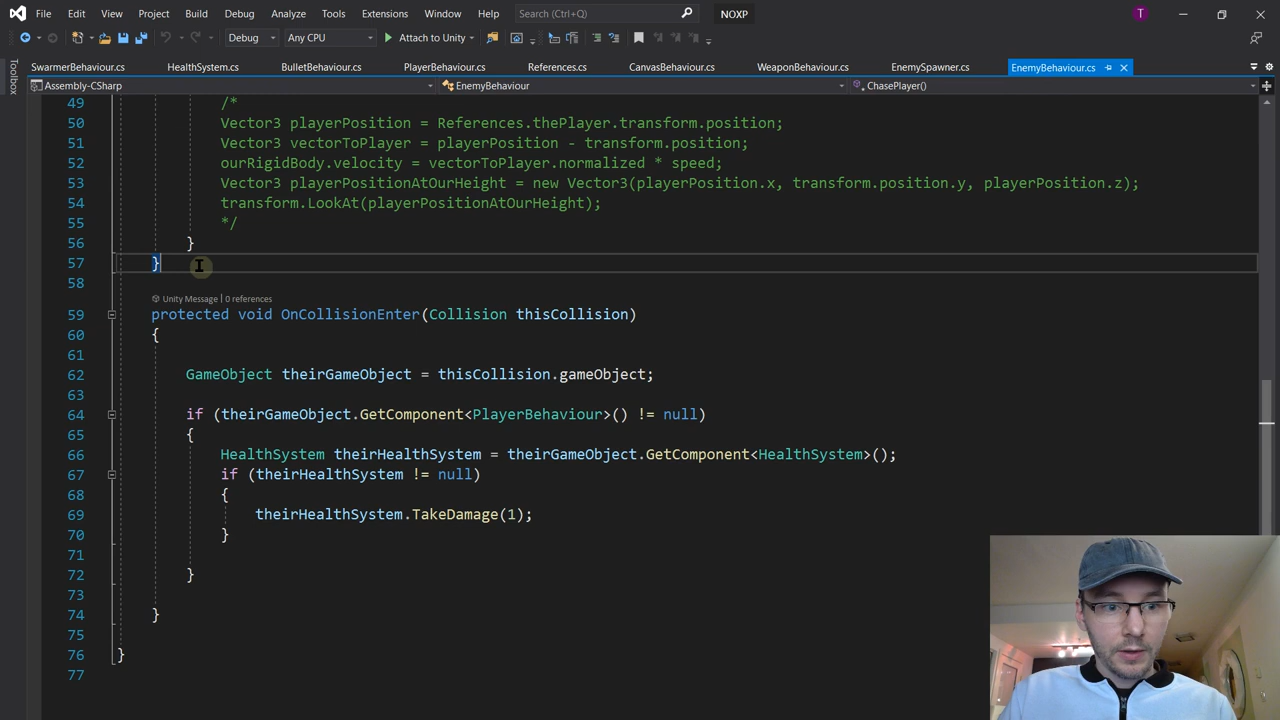 File Edit View Project Build Debug Analyze Tools Extensions Window Help Search (Ctrl+Q) NOXP T
Debug Any CPU Attach to Unity
SwarmerBehaviour.cs HealthSystem.cs BulletBehaviour.cs PlayerBehaviour.cs References.cs CanvasBehaviour.cs WeaponBehaviour.cs EnemySpawner.cs EnemyBehaviour.cs
Toolbox
Assembly-CSharp EnemyBehaviour ChasePlayer()
49 /*
50 Vector3 playerPosition = References.thePlayer.transform.position;
51 Vector3 vectorToPlayer = playerPosition - transform.position;
52 ourRigidBody.velocity = vectorToPlayer.normalized * speed;
53 Vector3 playerPositionAtOurHeight = new Vector3(playerPosition.x, transform.position.y, playerPosition.z);
54 transform.LookAt(playerPositionAtOurHeight);
55 */
56 }
57 }
58
Unity Message | 0 references
59 protected void OnCollisionEnter(Collision thisCollision)
60 {
61
62 GameObject theirGameObject = thisCollision.gameObject;
63
64 if (theirGameObject.GetComponent<PlayerBehaviour>() != null)
65 {
66 HealthSystem theirHealthSystem = theirGameObject.GetComponent<HealthSystem>();
67 if (theirHealthSystem != null)
68 {
69 theirHealthSystem.TakeDamage(1);
70 }
71
72 }
73
74 }
75
76 }
77